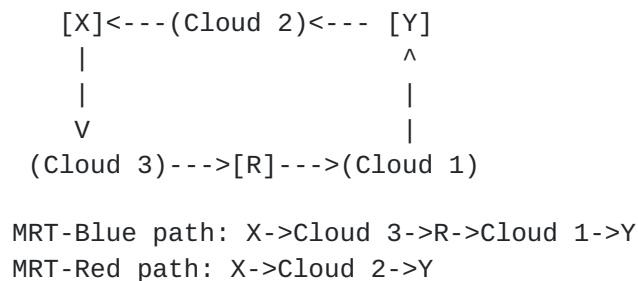 [X]<---(Cloud 2)<--- [Y]
|                     ^
|                     |
V                     |
(Cloud 3)--->[R]--->(Cloud 1)
MRT-Blue path: X->Cloud 3->R->Cloud 1->Y
MRT-Red path: X->Cloud 2->Y